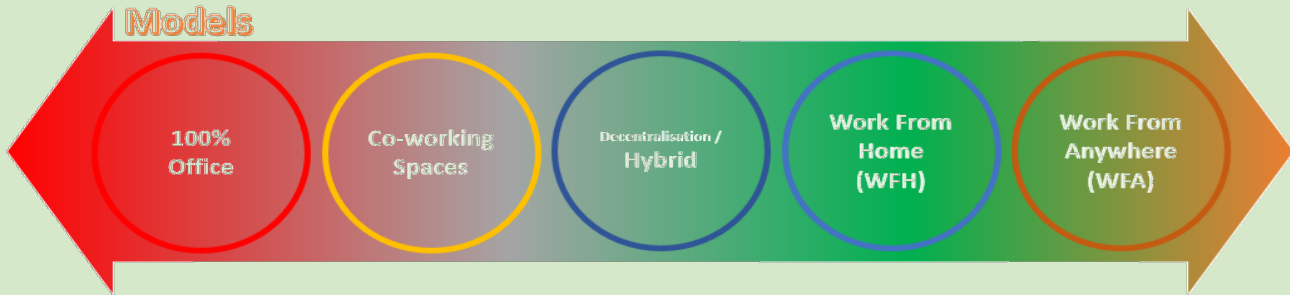 Models
100%
Office
Co-working
Spaces
Decentralisation /
Hybrid
Work From
Home
(WFH)
Work From
Anywhere
(WFA)